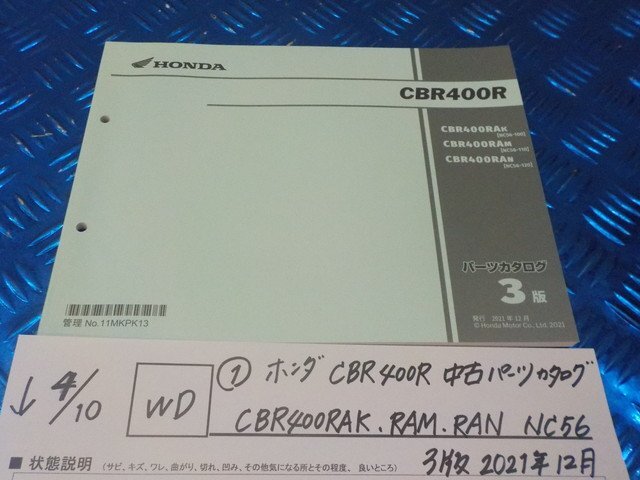 HONDA
CBR400R
CBR400RAK
[NC56-100]
CBR400RAM
[NC56-110]
CBR400RAN
[NC56-120]
パーツカタログ
3 版
発行 2021年12月
© Honda Motor Co., Ltd. 2021
管理 No.11MKPK13
↓ 4/10
WD
① ホンダ CBR400R 中古パーツカタログ
CBR400RAK.RAM.RAN NC56
3版 2021年12月
■ 状態説明 (サビ、キズ、ワレ、曲がり、切れ、凹み、その他気になる所とその程度、良いところ)